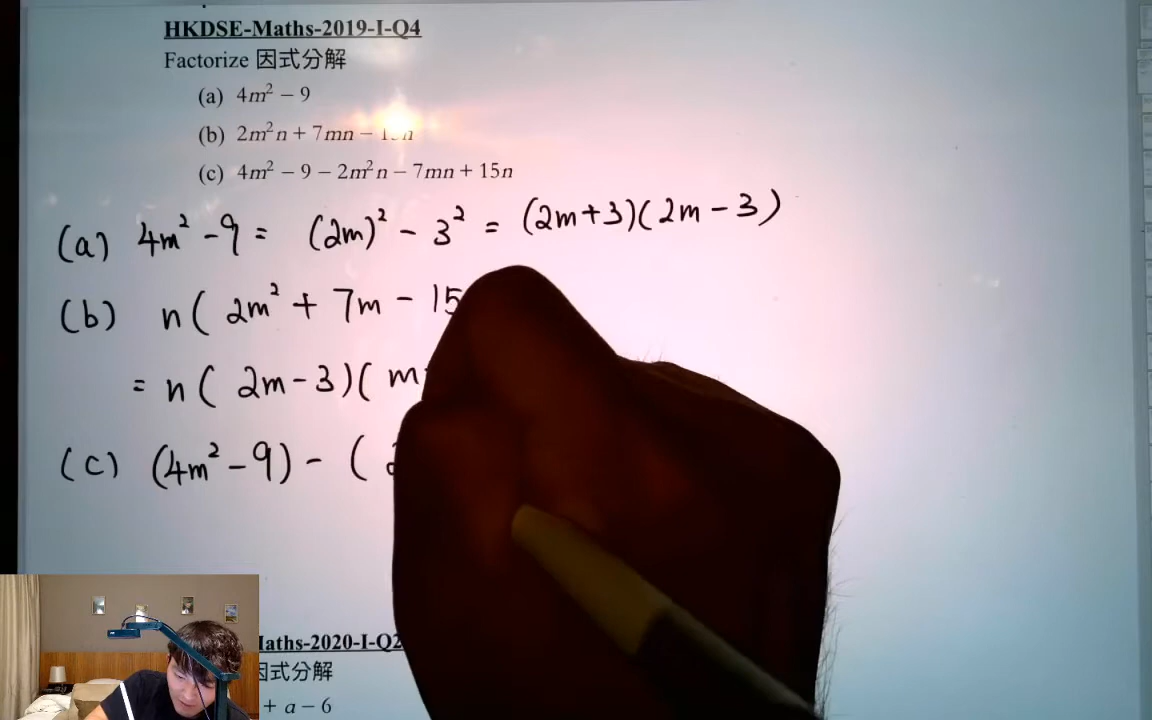 HKDSE-Maths-2019-I-Q4
Factorize 因式分解
(a) 4m² − 9
(b) 2m²n + 7mn −
(c) 4m² − 9 − 2m²n − 7mn + 15n
(a) 4m² - 9 = (2m)² - 3² = (2m+3)(2m-3)
(b) n( 2m² + 7m - 15
= n( 2m-3)( m
(c) (4m² - 9) - (
aths-2020-I-Q2
因式分解
+ a − 6